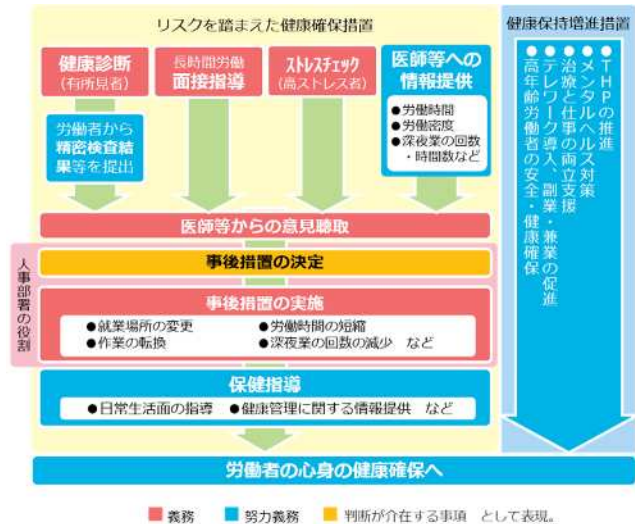 リスクを踏まえた健康確保措置
健康診断
(有所見者)
労働者から
精密検査結
果等を提出
長時間労働
面接指導
ストレスチェック
(高ストレス者)
医師等への
情報提供
●労働時間
●労働密度
●深夜業の回数
・時間数など
医師等からの意見聴取
人事部署の役割
事後措置の決定
事後措置の実施
●就業場所の変更
●労働時間の短縮
●作業の転換
●深夜業の回数の減少 など
保健指導
●日常生活面の指導 ●健康管理に関する情報提供 など
健康保持増進措置
●THPの推進
●メンタルヘルス対策
●治療と仕事の両立支援
●テレワーク導入、副業・兼業の促進
●高年齢労働者の安全・健康確保
労働者の心身の健康確保へ
■義務 ■努力義務 ■判断が介在する事項 として表現。